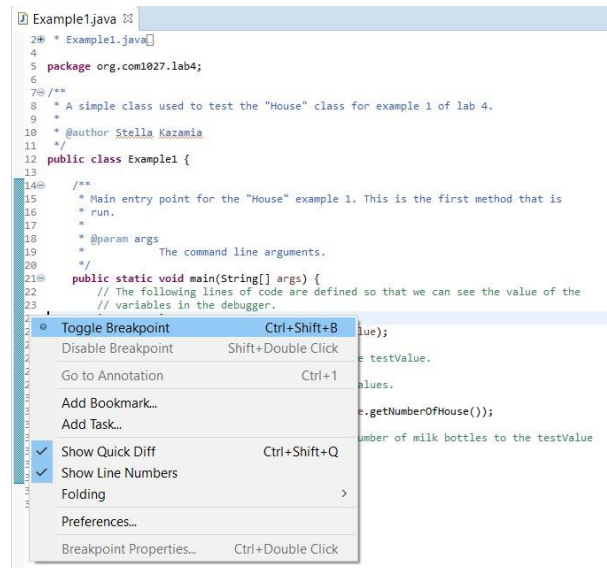 Example1.java
2 * Example1.java
4
5 package org.com1027.lab4;
6
7 /**
8 * A simple class used to test the "House" class for example 1 of lab 4.
9 *
10 * @author Stella Kazamia
11 */
12 public class Example1 {
13
14 /**
15 * Main entry point for the "House" example 1. This is the first method that is
16 * run.
17 *
18 * @param args
19 * The command line arguments.
20 */
21 public static void main(String[] args) {
22 // The following lines of code are defined so that we can see the value of the
23 // variables in the debugger.
Toggle Breakpoint Ctrl+Shift+B lue);
Disable Breakpoint Shift+Double Click e testValue.
Go to Annotation Ctrl+1 alues.
Add Bookmark...
e.getNumberOfHouse());
Add Task...
umber of milk bottles to the testValue
Show Quick Diff Ctrl+Shift+Q
Show Line Numbers
Folding
Preferences...
Breakpoint Properties... Ctrl+Double Click